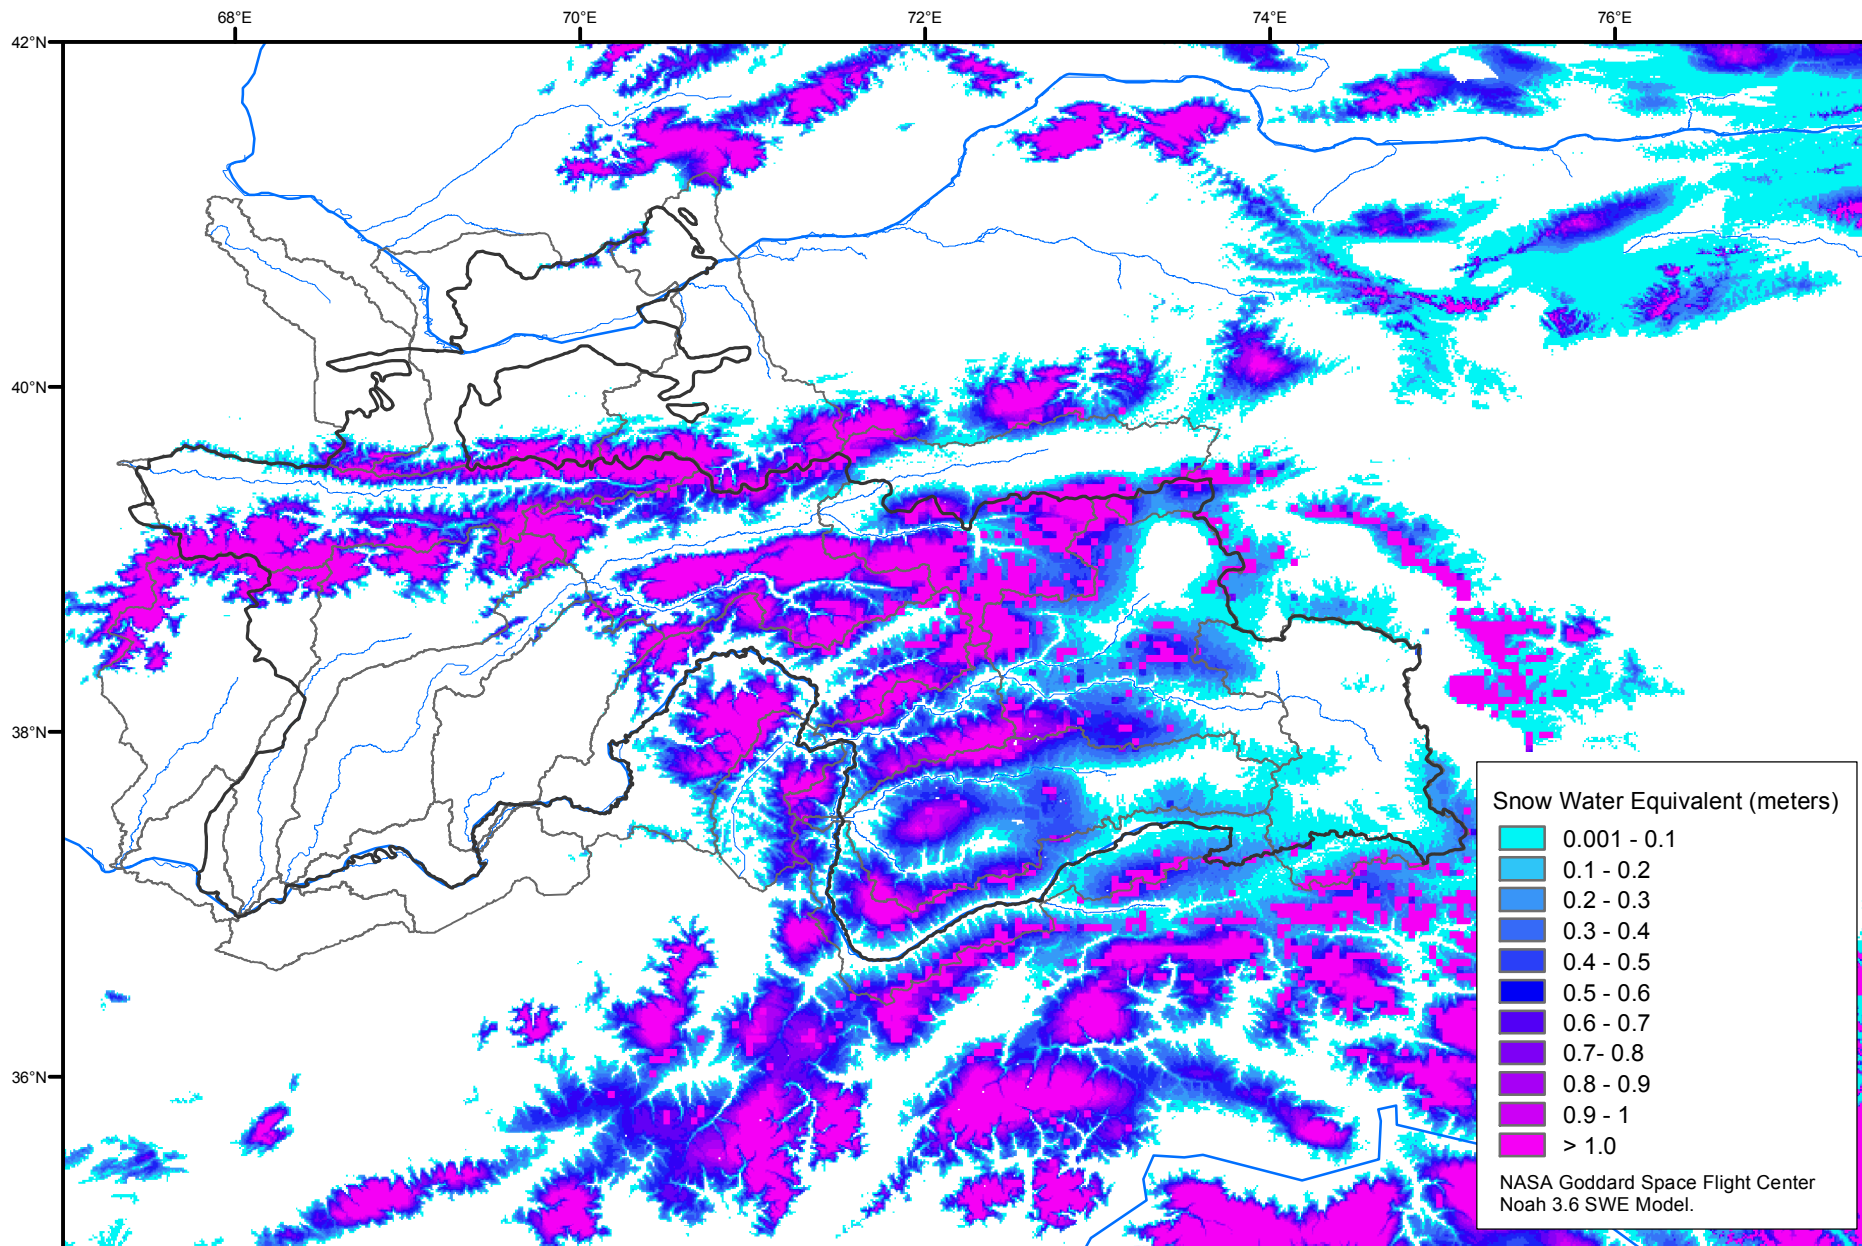 68°E 70°E 72°E 74°E 76°E
42°N
40°N
38°N
36°N
Snow Water Equivalent (meters)
0.001 - 0.1
0.1 - 0.2
0.2 - 0.3
0.3 - 0.4
0.4 - 0.5
0.5 - 0.6
0.6 - 0.7
0.7- 0.8
0.8 - 0.9
0.9 - 1
> 1.0
NASA Goddard Space Flight Center
Noah 3.6 SWE Model.